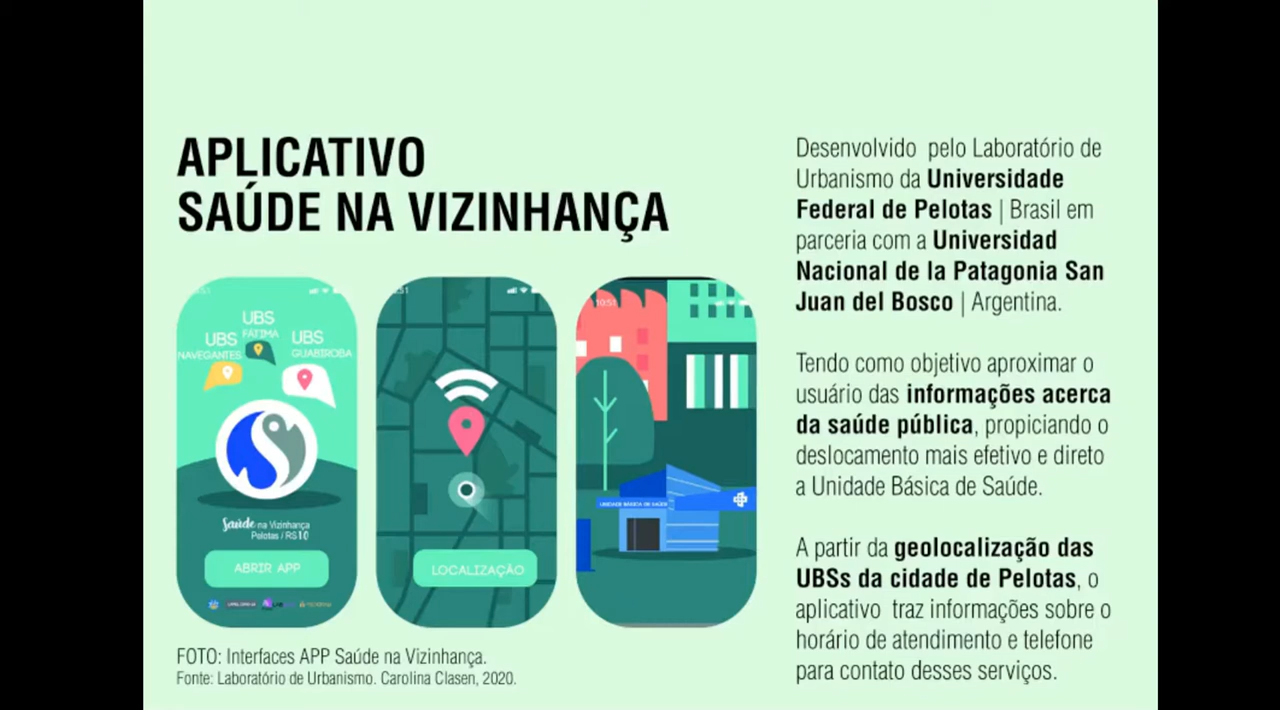 APLICATIVO
SAÚDE NA VIZINHANÇA
UBS
FÁTIMA
UBS
NAVEGANTES
UBS
GUABIROBA
Saúde na Vizinhança
Pelotas / RS
ABRIR APP
LOCALIZAÇÃO
10:51
UNIDADE BÁSICA DE SAÚDE
FOTO: Interfaces APP Saúde na Vizinhança.
Fonte: Laboratório de Urbanismo. Carolina Clasen, 2020.
Desenvolvido pelo Laboratório de
Urbanismo da Universidade
Federal de Pelotas | Brasil em
parceria com a Universidad
Nacional de la Patagonia San
Juan del Bosco | Argentina.
Tendo como objetivo aproximar o
usuário das informações acerca
da saúde pública, propiciando o
deslocamento mais efetivo e direto
a Unidade Básica de Saúde.
A partir da geolocalização das
UBSs da cidade de Pelotas, o
aplicativo traz informações sobre o
horário de atendimento e telefone
para contato desses serviços.